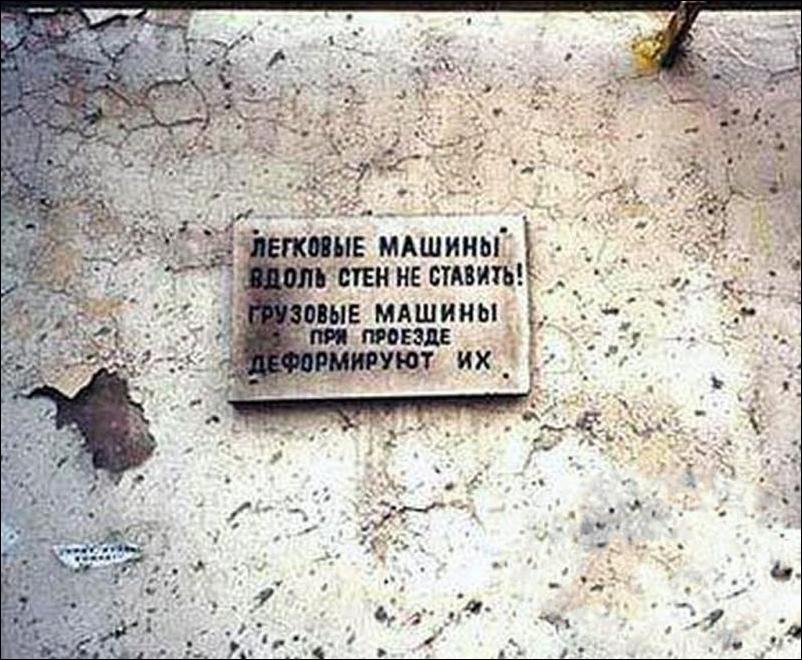 ЛЕГКОВЫЕ МАШИНЫ
ВДОЛЬ СТЕН НЕ СТАВИТЬ!
ГРУЗОВЫЕ МАШИНЫ
ПРИ ПРОЕЗДЕ
ДЕФОРМИРУЮТ ИХ